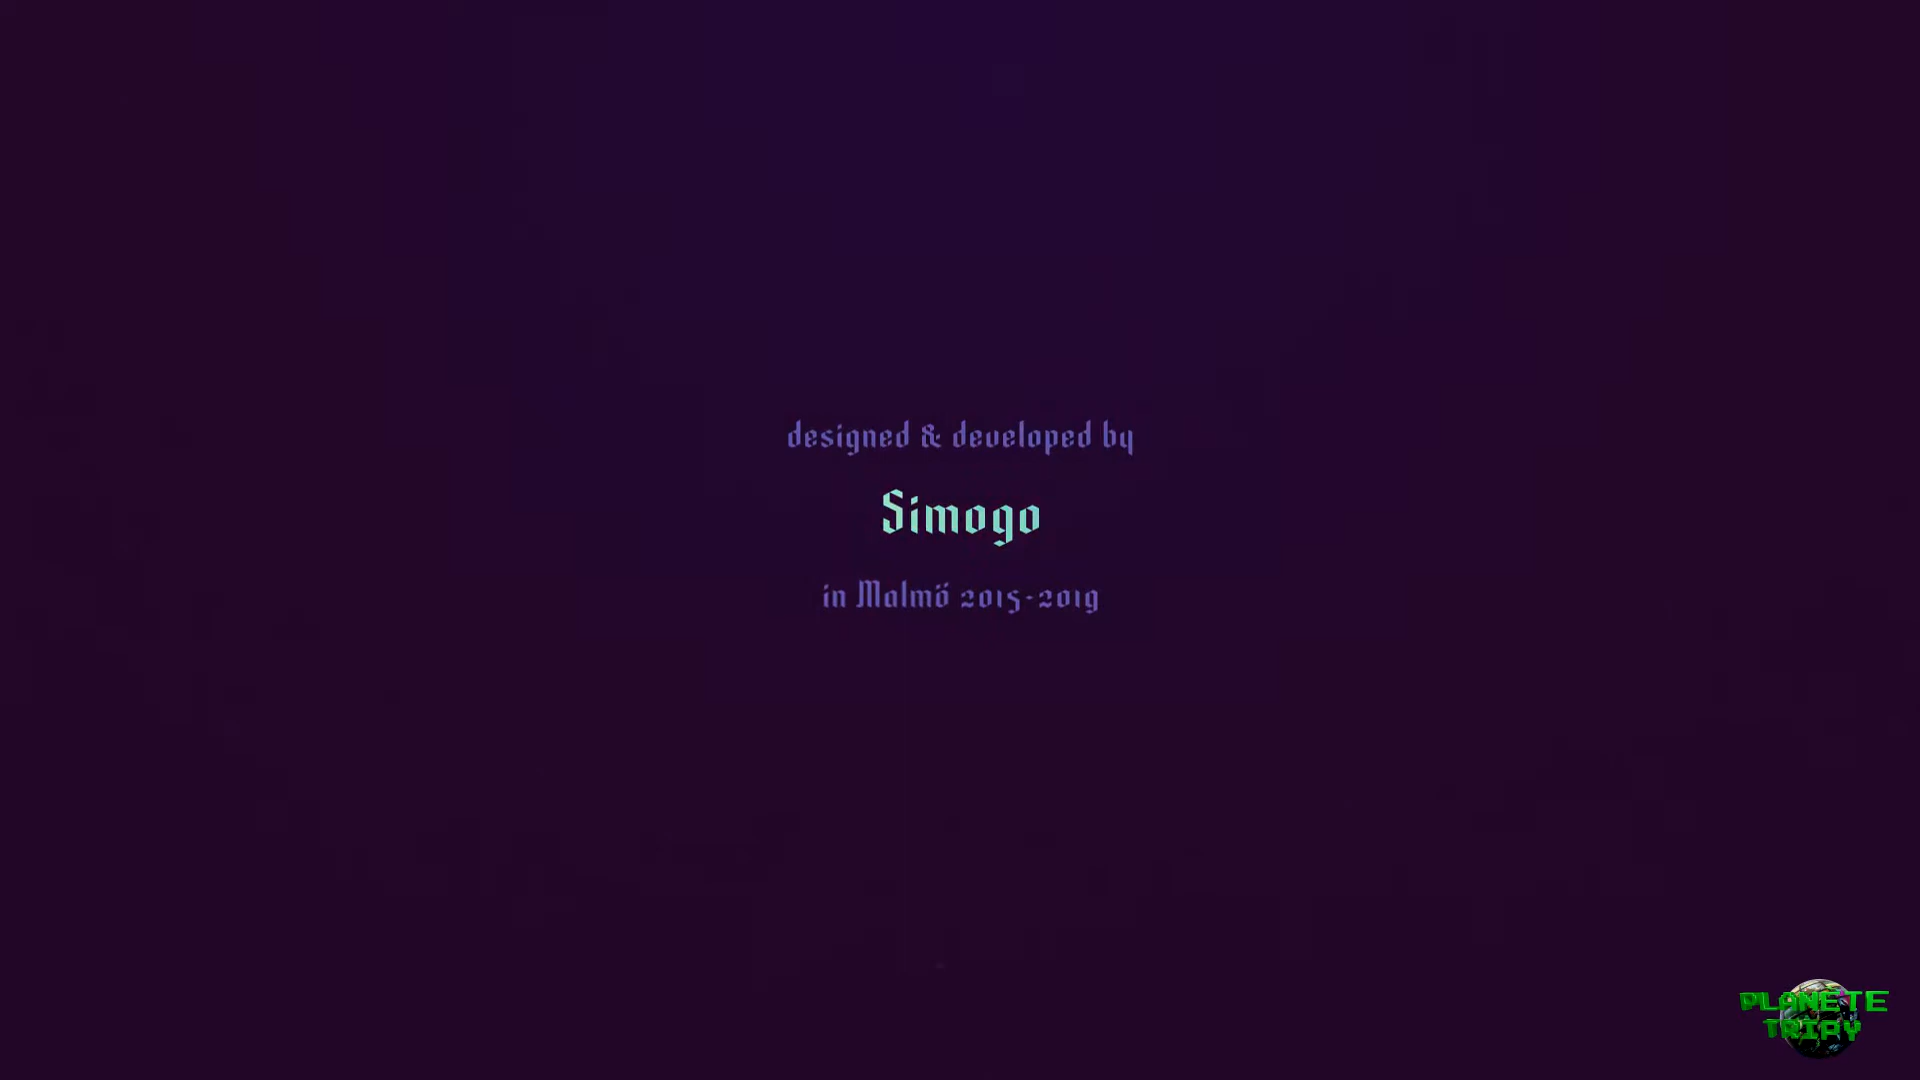 designed & developed by
Simogo
in Malmö 2015-2019
PLANETE
TRIPY